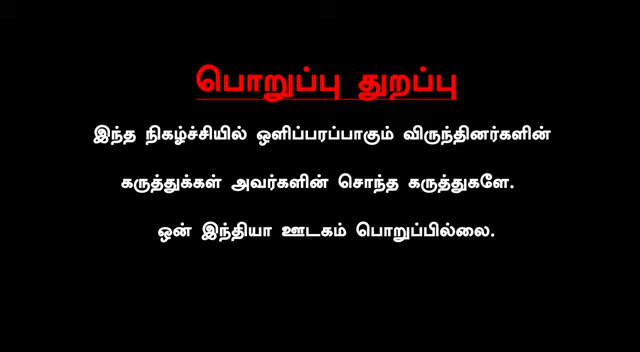 பொறுப்பு துறப்பு
இந்த நிகழ்ச்சியில் ஒளிப்பரப்பாகும் விருந்தினர்களின்
கருத்துக்கள் அவர்களின் சொந்த கருத்துகளே.
ஒன் இந்தியா ஊடகம் பொறுப்பில்லை.